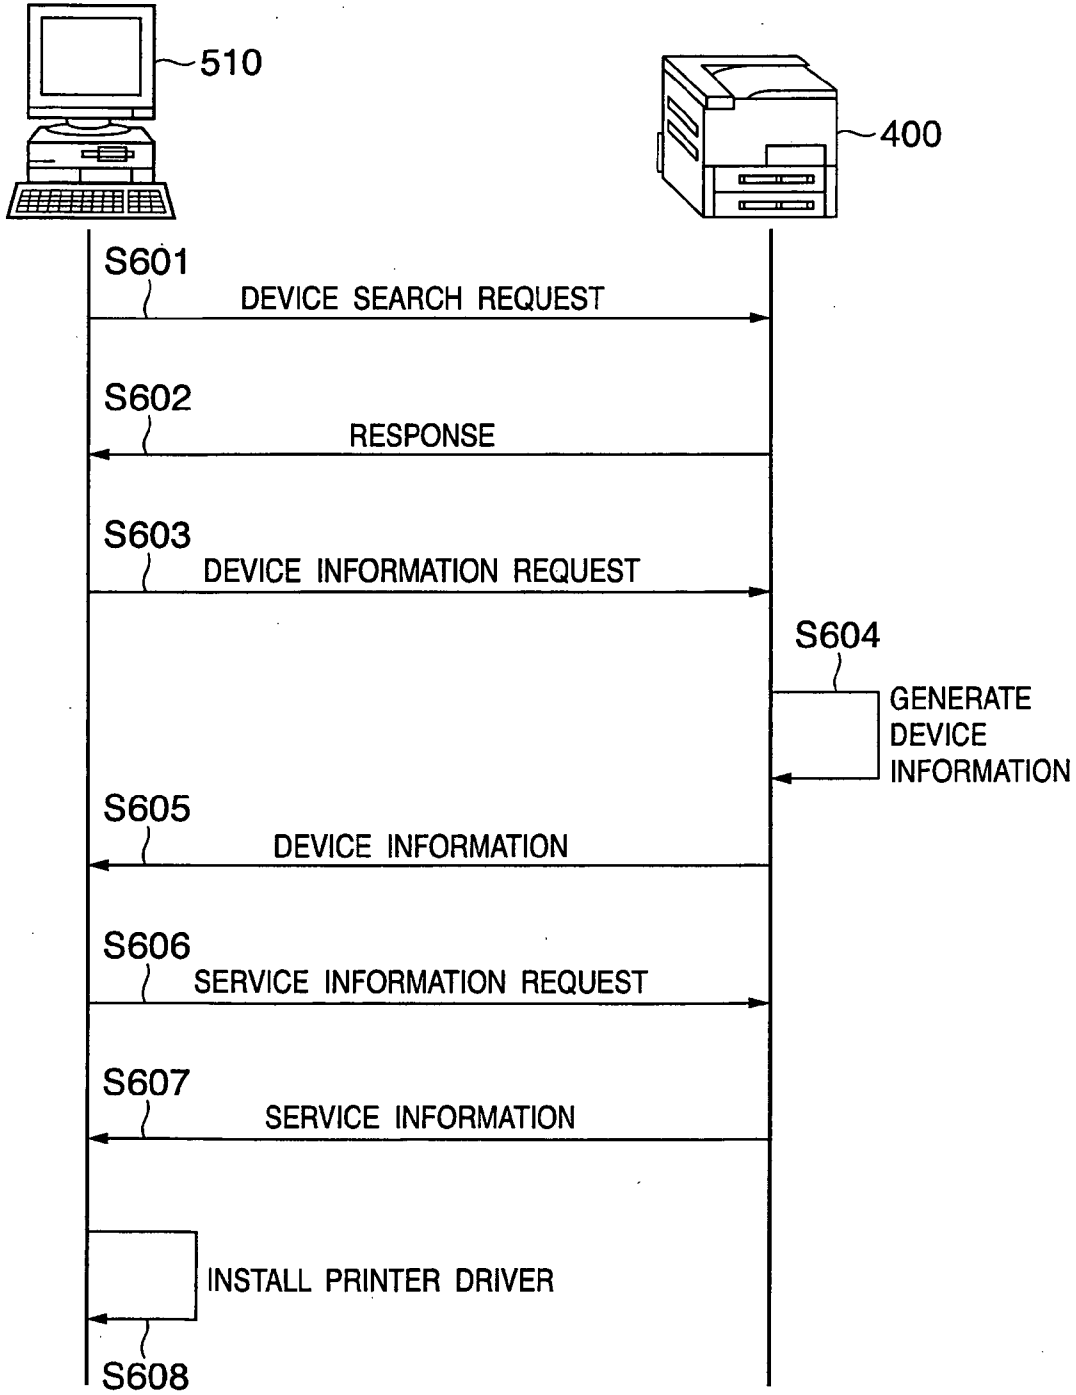 510
400
S601
DEVICE SEARCH REQUEST
S602
RESPONSE
S603
DEVICE INFORMATION REQUEST
S604
GENERATE
DEVICE
INFORMATION
S605
DEVICE INFORMATION
S606
SERVICE INFORMATION REQUEST
S607
SERVICE INFORMATION
INSTALL PRINTER DRIVER
S608